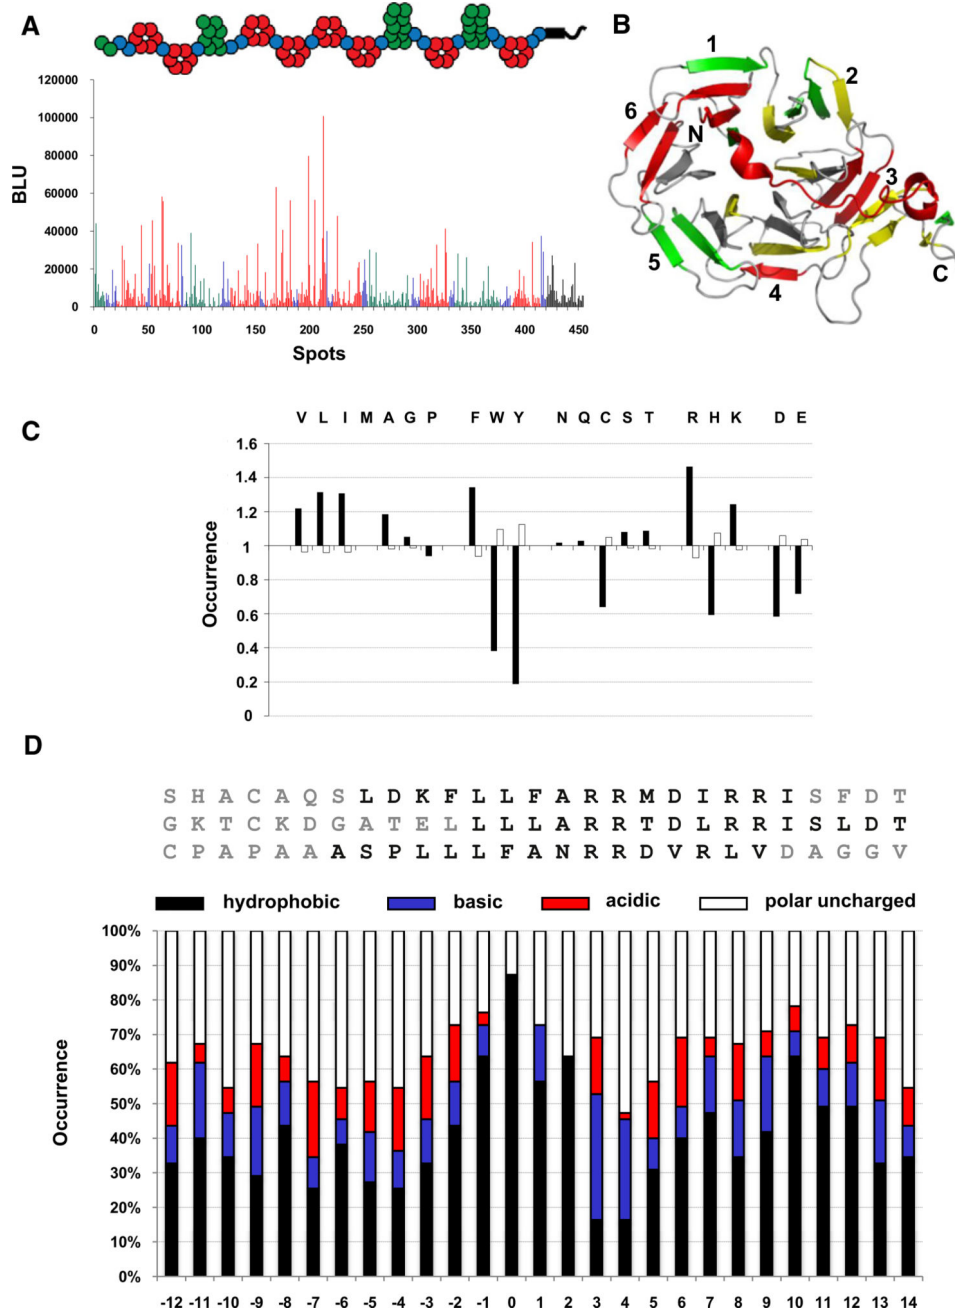 A
B
120000
100000
80000
60000
40000
20000
0
BLU
0 50 100 150 200 250 300 350 400 450
Spots
1
2
6
N
3
5
4
C
C
V L I M A G P F W Y N Q C S T R H K D E
1.6
1.4
1.2
1
0.8
0.6
0.4
0.2
0
Occurrence
D
S H A C A Q S L D K F L L F A R R M D I R R I S F D T
G K T C K D G A T E L L L L A R R T D L R R I S L D T
C P A P A A A S P L L L F A N R R D V R L V D A G G V
hydrophobic basic acidic polar uncharged
100%
90%
80%
70%
60%
50%
40%
30%
20%
10%
0%
Occurrence
-12 -11 -10 -9 -8 -7 -6 -5 -4 -3 -2 -1 0 1 2 3 4 5 6 7 8 9 10 11 12 13 14